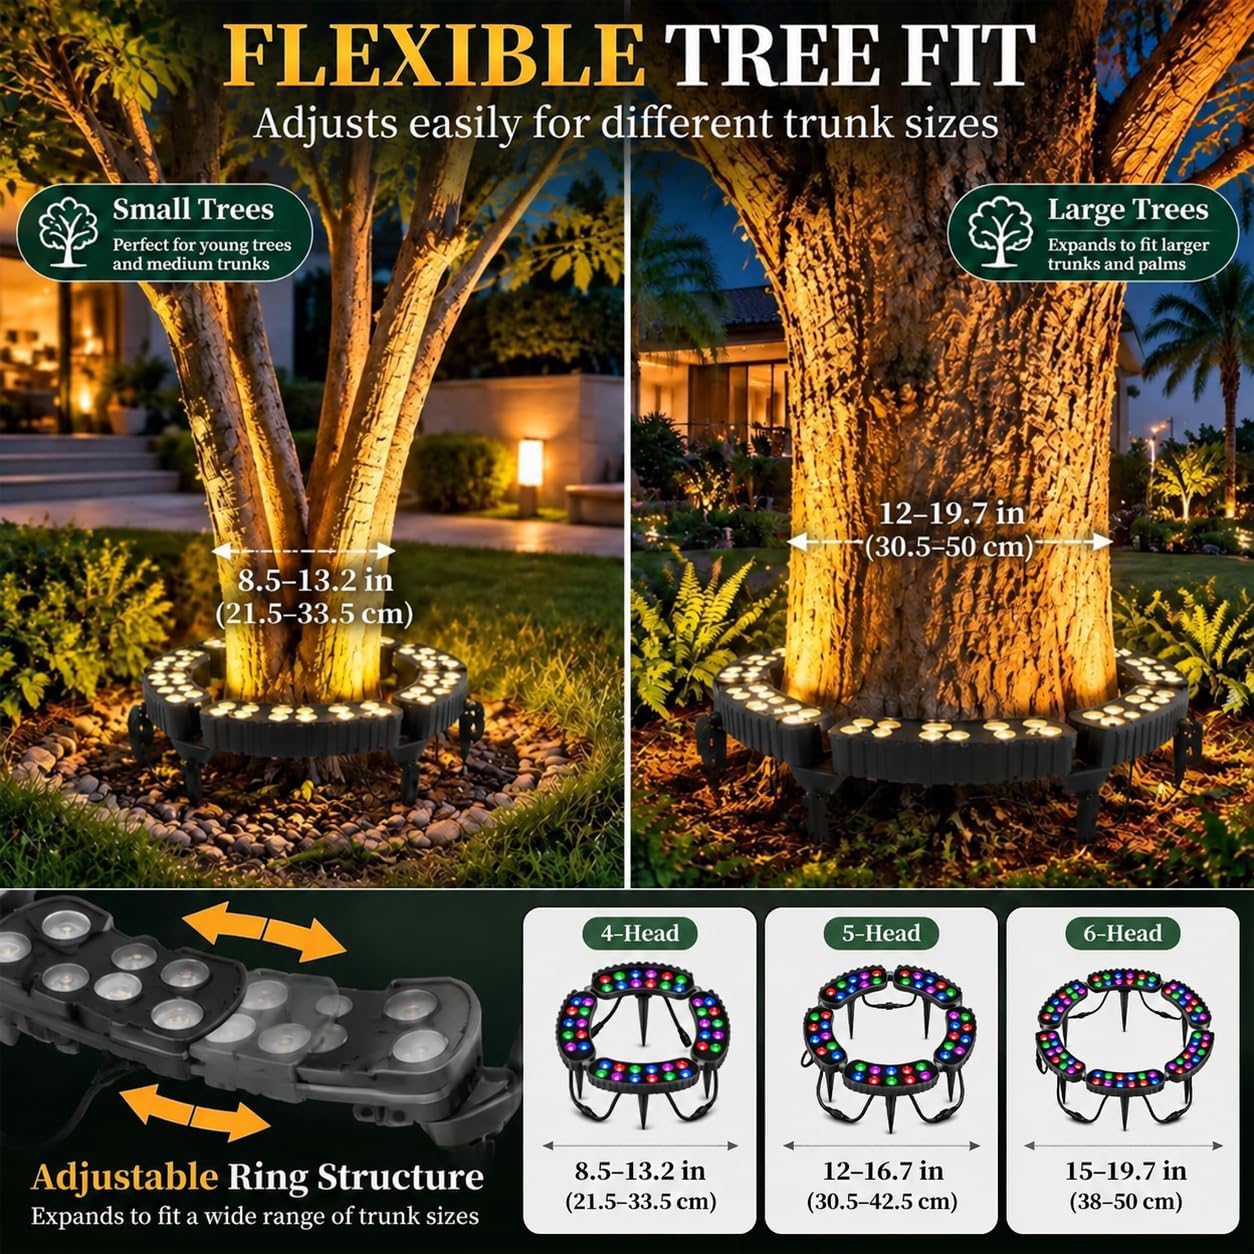 FLEXIBLE TREE FIT
Adjusts easily for different trunk sizes
Small Trees
Perfect for young trees
and medium trunks
Large Trees
Expands to fit larger
trunks and palms
8.5–13.2 in
(21.5–33.5 cm)
12–19.7 in
(30.5–50 cm)
Adjustable Ring Structure
Expands to fit a wide range of trunk sizes
4-Head
8.5–13.2 in
(21.5–33.5 cm)
5-Head
12–16.7 in
(30.5–42.5 cm)
6-Head
15–19.7 in
(38–50 cm)